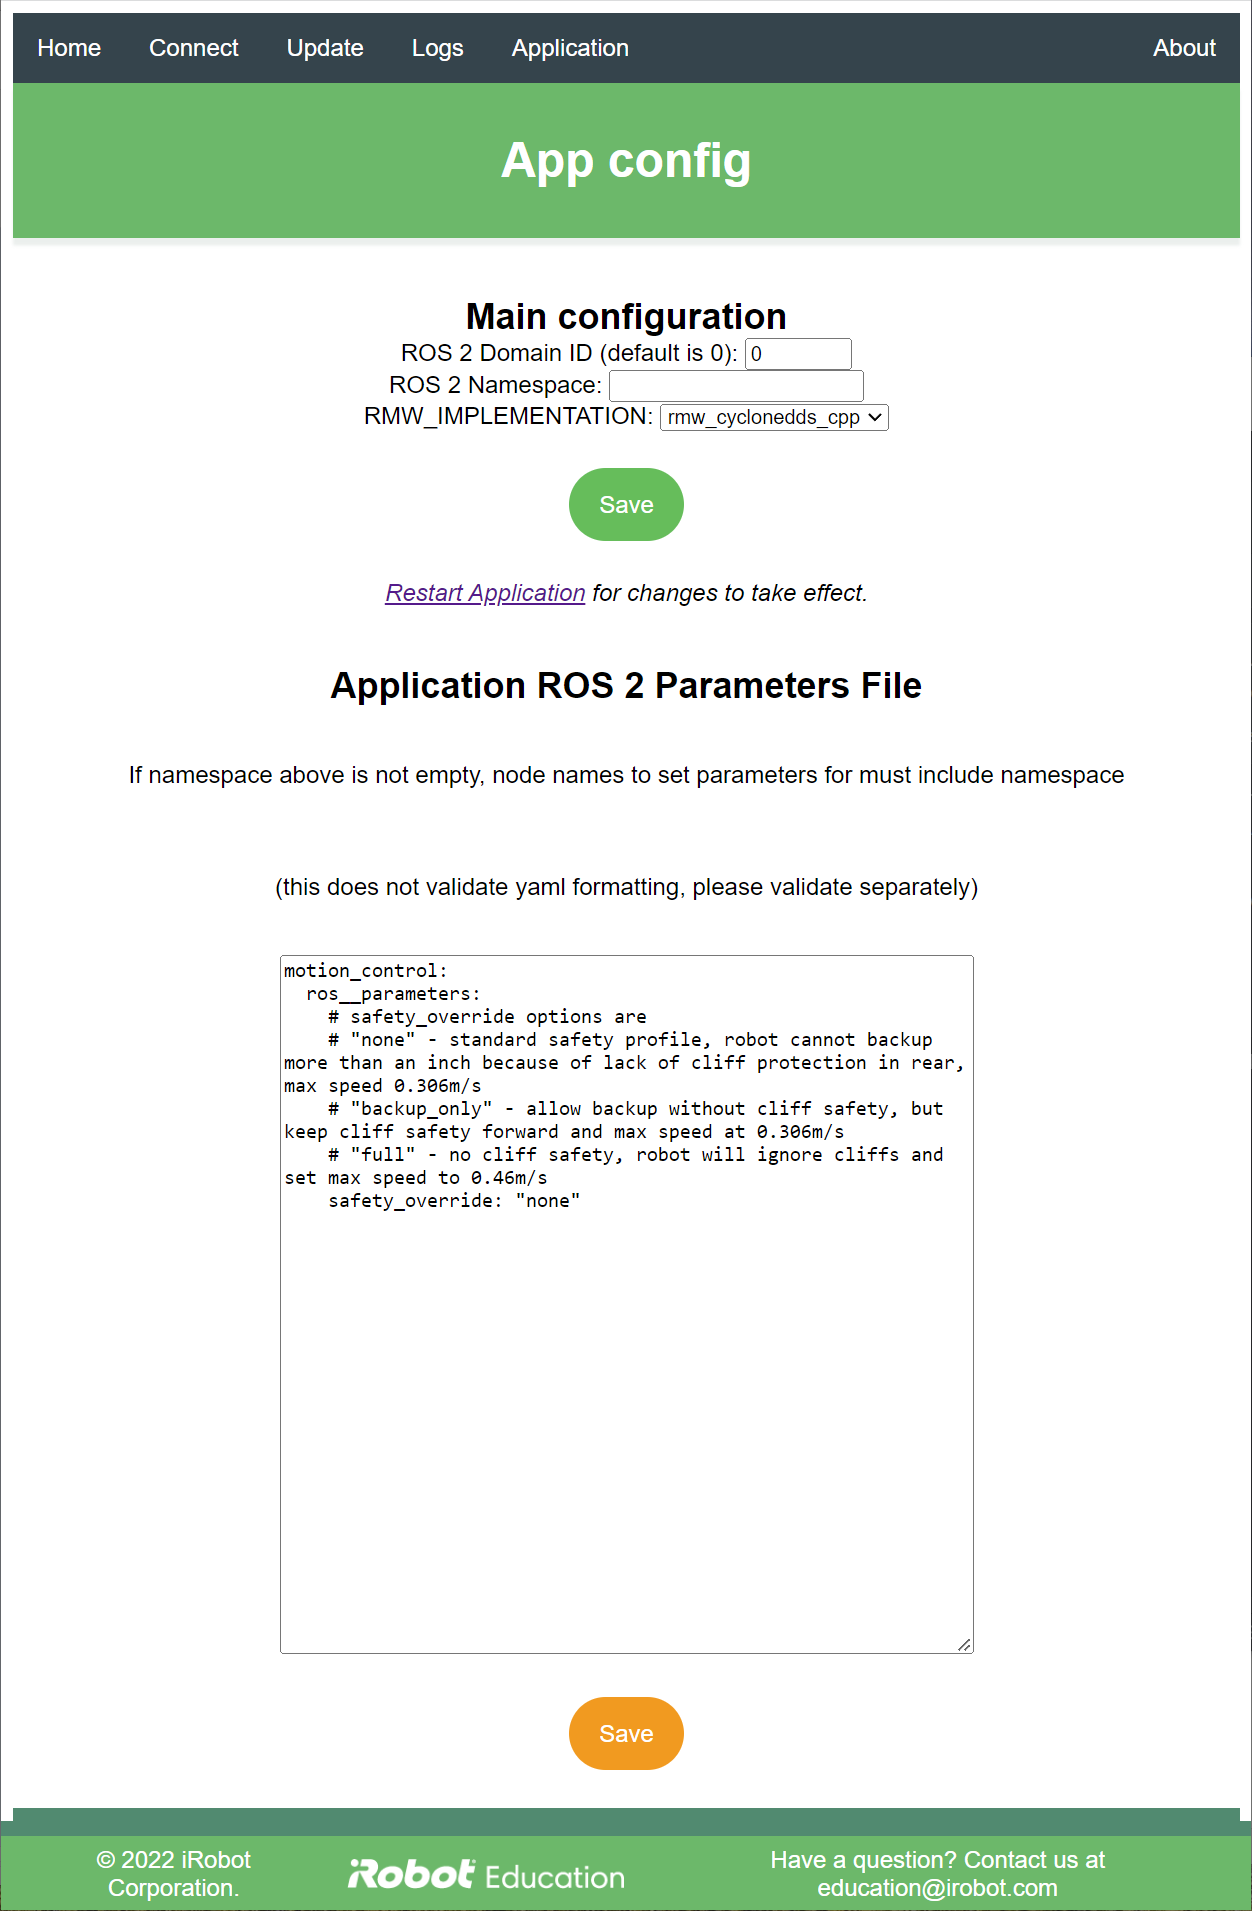 Home Connect Update Logs Application About
App config
Main configuration
ROS 2 Domain ID (default is 0): 0
ROS 2 Namespace:
RMW_IMPLEMENTATION: rmw_cyclonedds_cpp
Save
Restart Application for changes to take effect.
Application ROS 2 Parameters File
If namespace above is not empty, node names to set parameters for must include namespace
(this does not validate yaml formatting, please validate separately)
motion_control:
  ros__parameters:
    # safety_override options are
    # "none" - standard safety profile, robot cannot backup
more than an inch because of lack of cliff protection in rear,
max speed 0.306m/s
    # "backup_only" - allow backup without cliff safety, but
keep cliff safety forward and max speed at 0.306m/s
    # "full" - no cliff safety, robot will ignore cliffs and
set max speed to 0.46m/s
    safety_override: "none"
Save
© 2022 iRobot
Corporation.
iRobot Education
Have a question? Contact us at
education@irobot.com